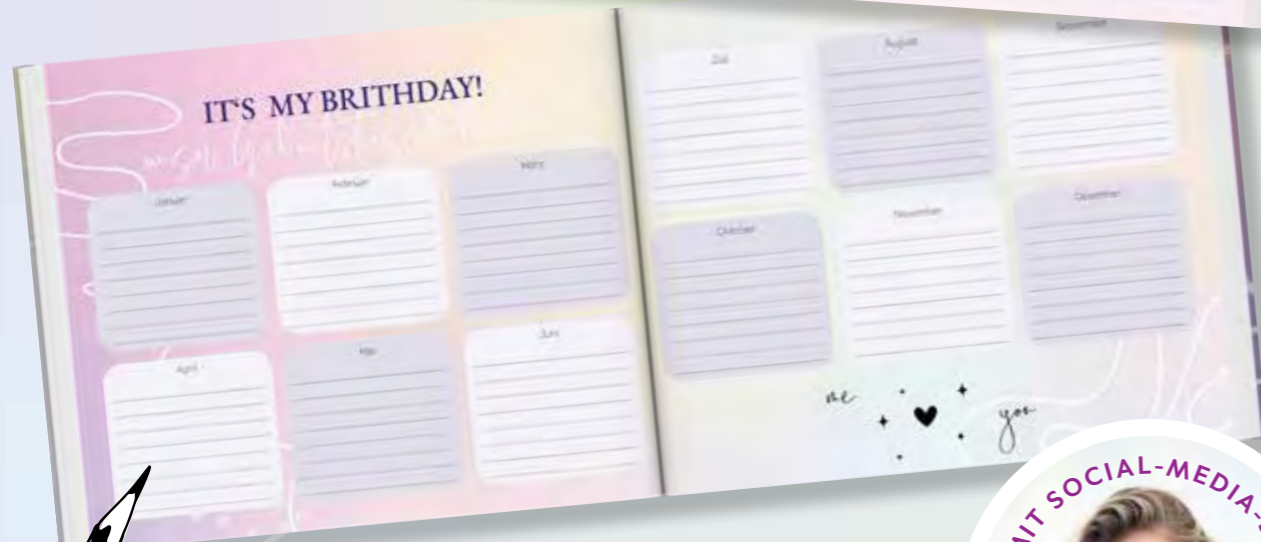 IT'S MY BRITHDAY!
Januar
Februar
März
April
Mai
Juni
Juli
August
September
Oktober
November
Dezember
me
you
MIT SOCIAL-MEDIA-